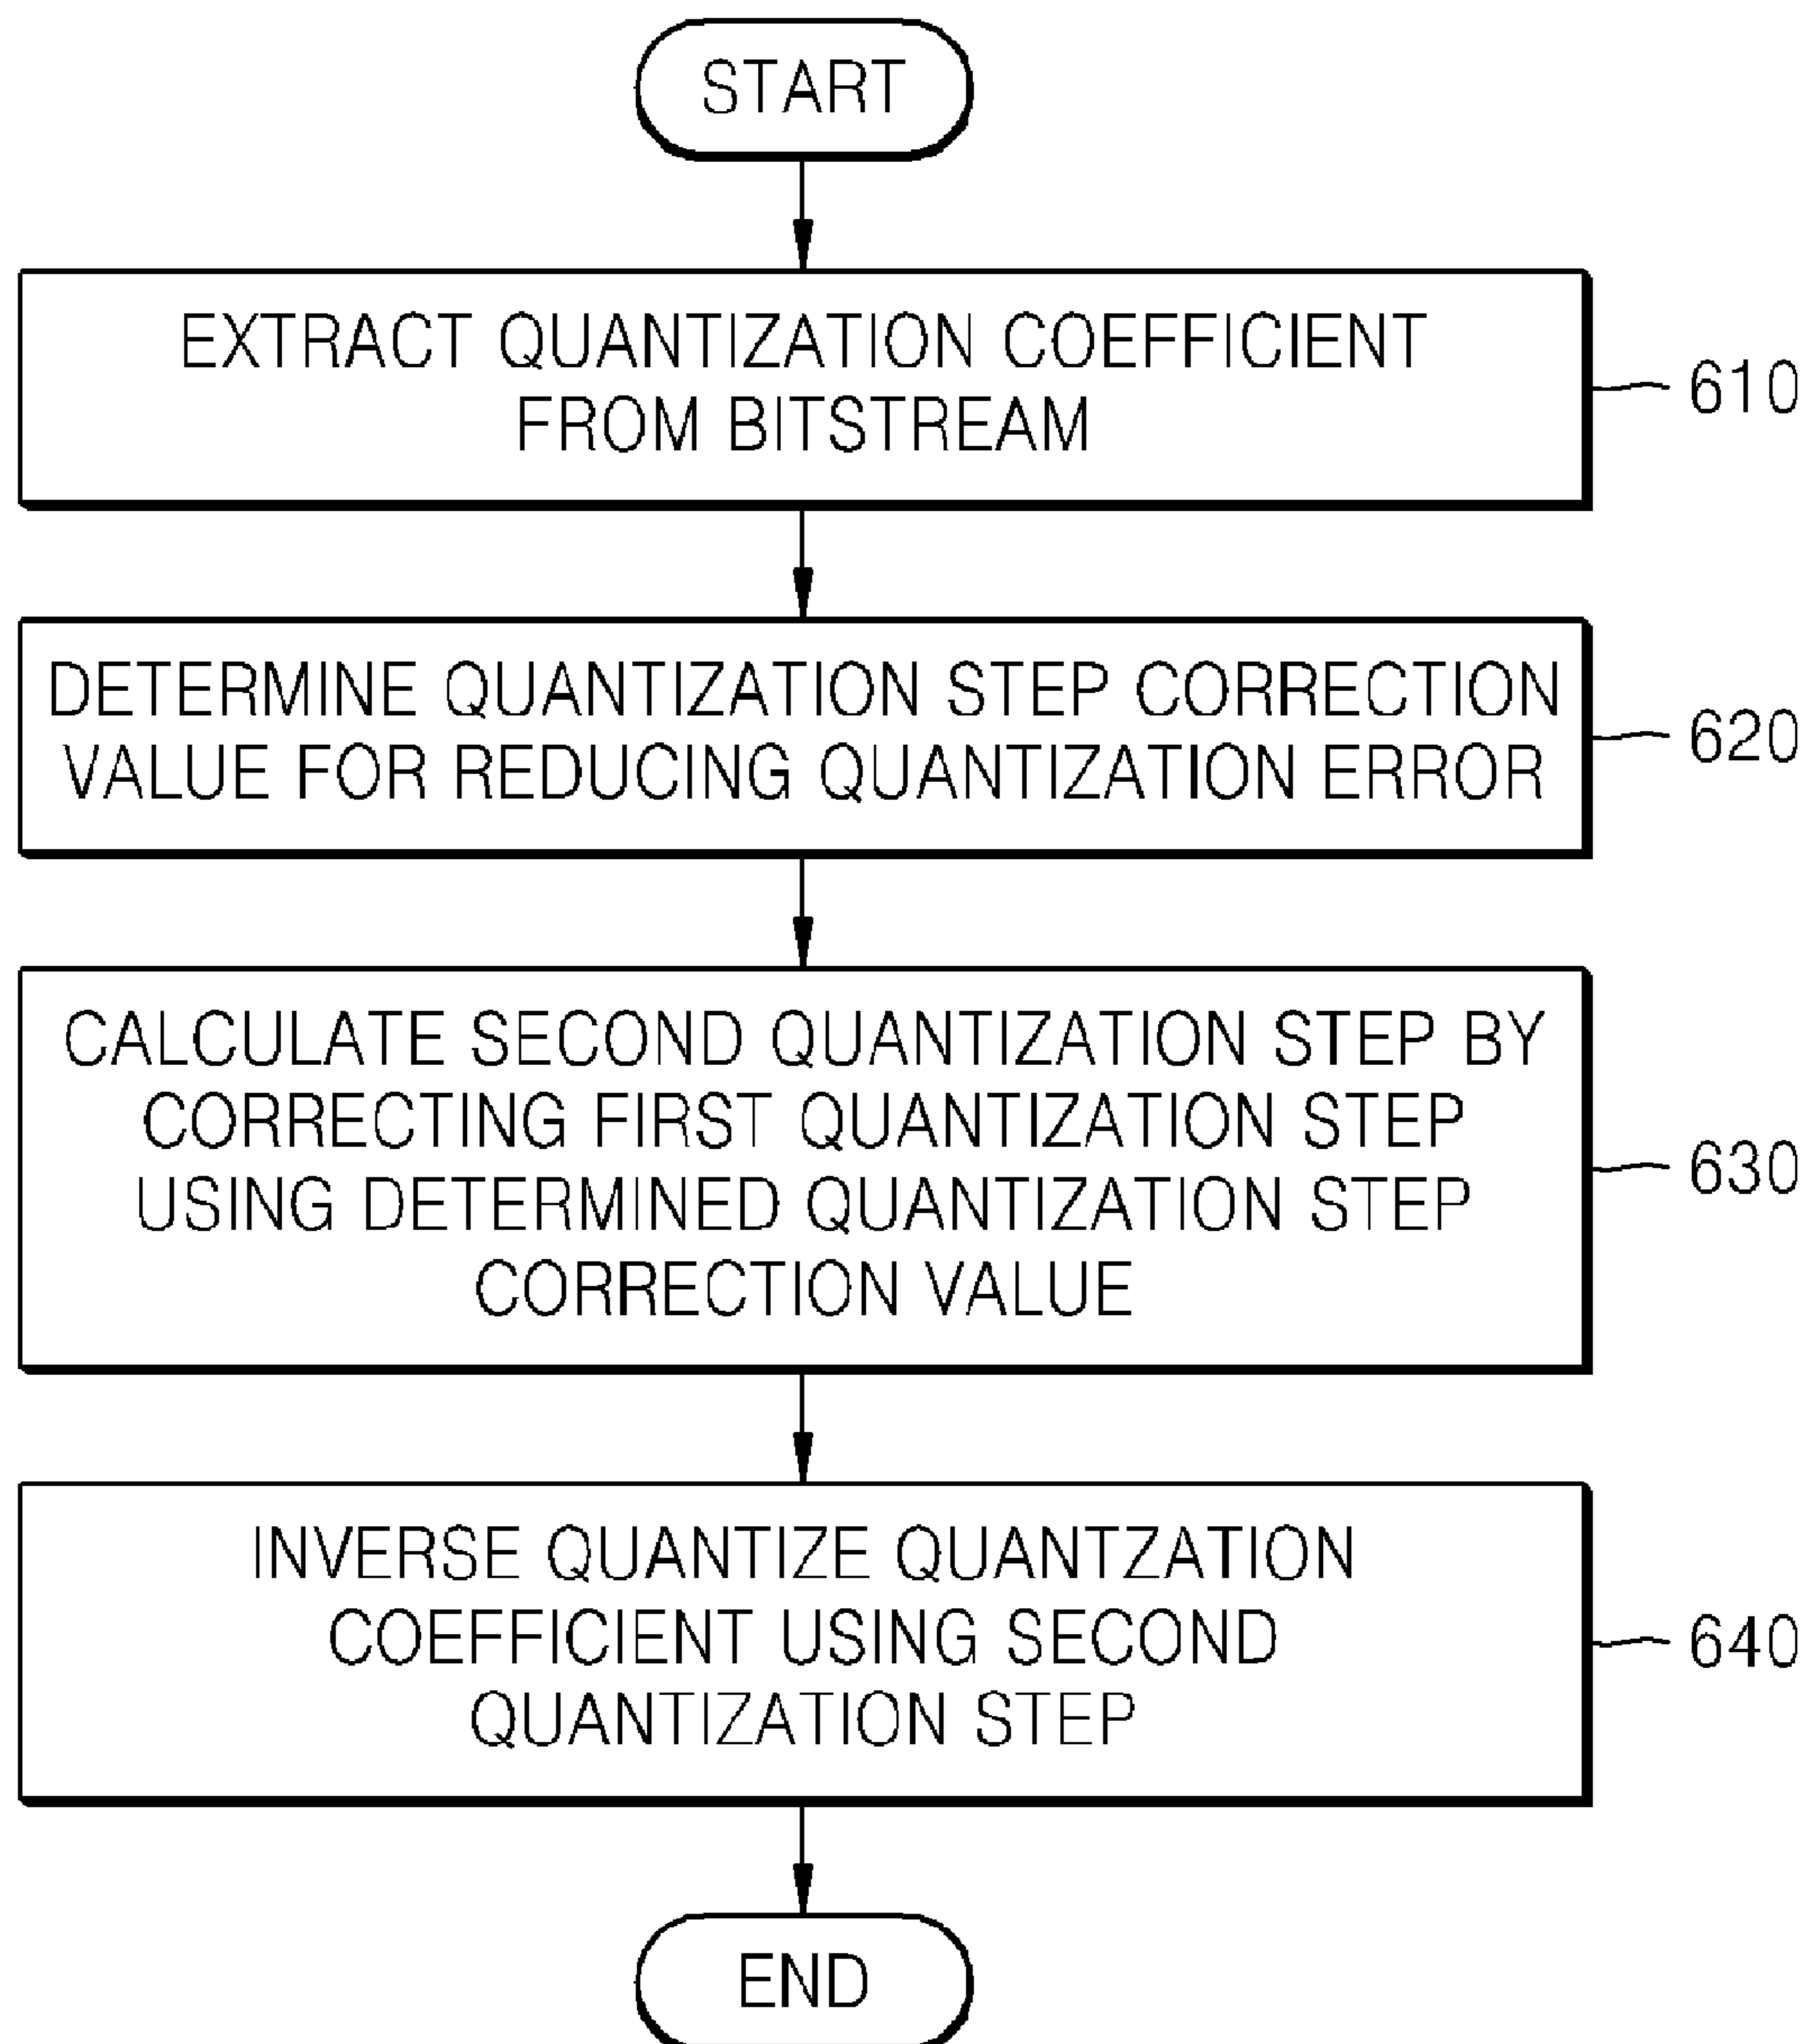 START
EXTRACT QUANTIZATION COEFFICIENT
FROM BITSTREAM
610
DETERMINE QUANTIZATION STEP CORRECTION
VALUE FOR REDUCING QUANTIZATION ERROR
620
CALCULATE SECOND QUANTIZATION STEP BY
CORRECTING FIRST QUANTIZATION STEP
USING DETERMINED QUANTIZATION STEP
CORRECTION VALUE
630
INVERSE QUANTIZE QUANTZATION
COEFFICIENT USING SECOND
QUANTIZATION STEP
640
END